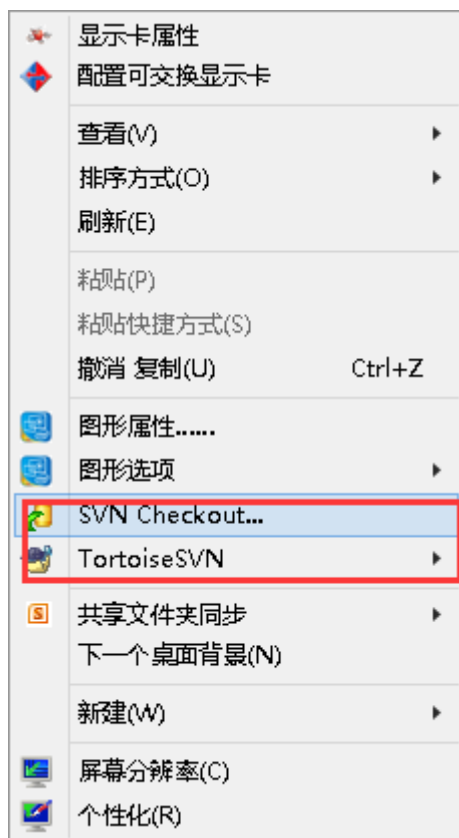 显示卡属性
配置可交换显示卡
查看(V)
排序方式(O)
刷新(E)
粘贴(P)
粘贴快捷方式(S)
撤消 复制(U) Ctrl+Z
图形属性......
图形选项
SVN Checkout...
TortoiseSVN
共享文件夹同步
下一个桌面背景(N)
新建(W)
屏幕分辨率(C)
个性化(R)